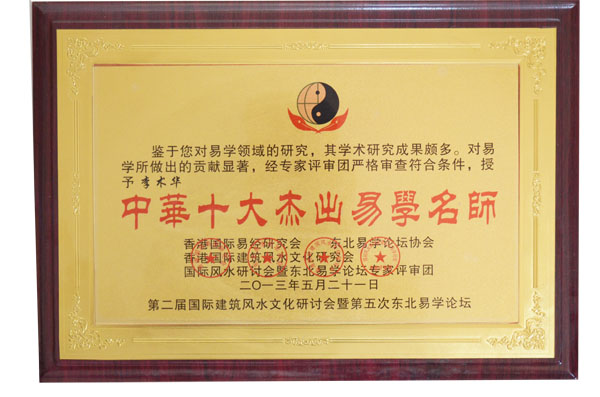 鉴于您对易学领域的研究，其学术研究成果颇多。对易
学所做出的贡献显著，经专家评审团严格审查符合条件，授
予李木华
中華十大杰出易學名師
香港国际易经研究会 东北易学论坛协会
香港国际建筑风水文化研究会
国际风水研讨会暨东北易学论坛专家评审团
二〇一三年五月二十一日
第二届国际建筑风水文化研讨会暨第五次东北易学论坛